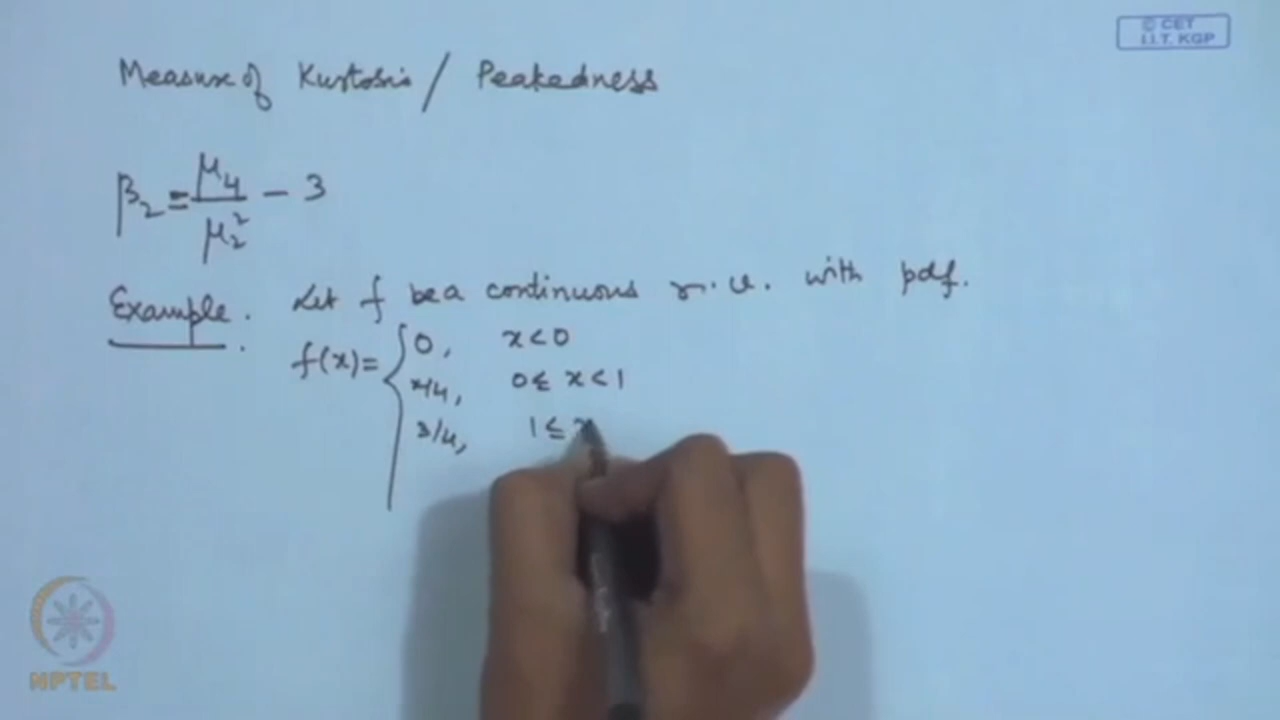 © CET
I.I.T. KGP
Measure of Kurtosis / Peakedness
β₂ = μ₄ / μ₂² - 3
Example. Let f be a continuous r.v. with pdf.
f(x) = { 0, x < 0
x/4, 0 ≤ x < 1
3/4, 1 ≤ x
NPTEL